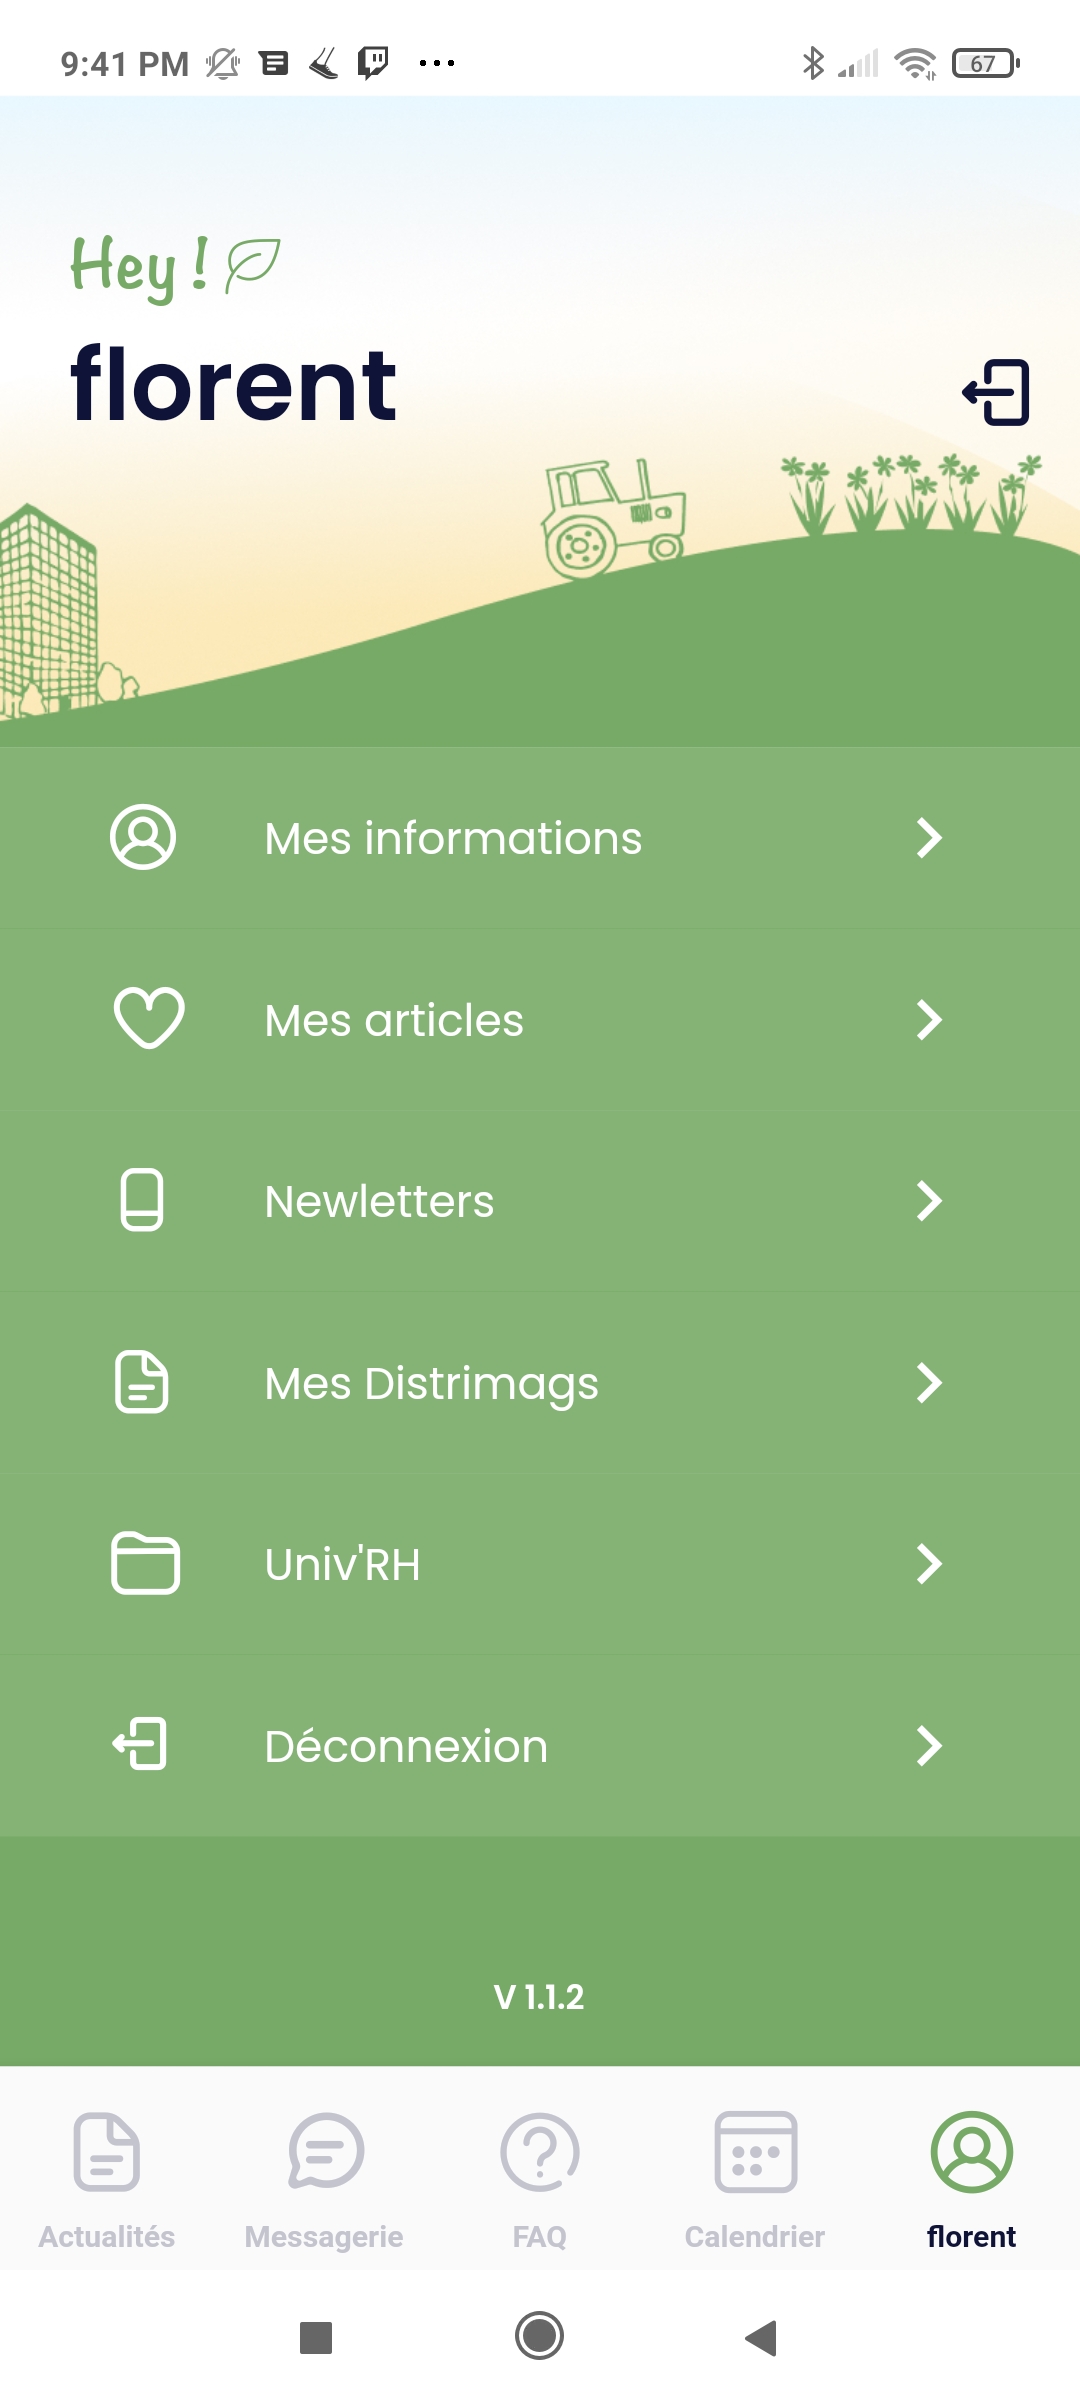 9:41 PM
67
Hey !
florent
Mes informations
Mes articles
Newletters
Mes Distrimags
Univ'RH
Déconnexion
V 1.1.2
Actualités Messagerie FAQ Calendrier florent